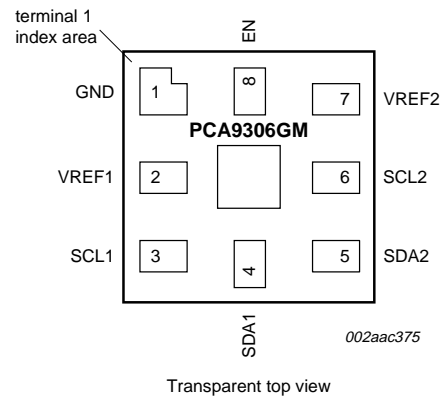 terminal 1
index area
EN
GND
1
8
7
VREF2
PCA9306GM
VREF1
2
6
SCL2
SCL1
3
4
5
SDA2
SDA1
002aac375
Transparent top view